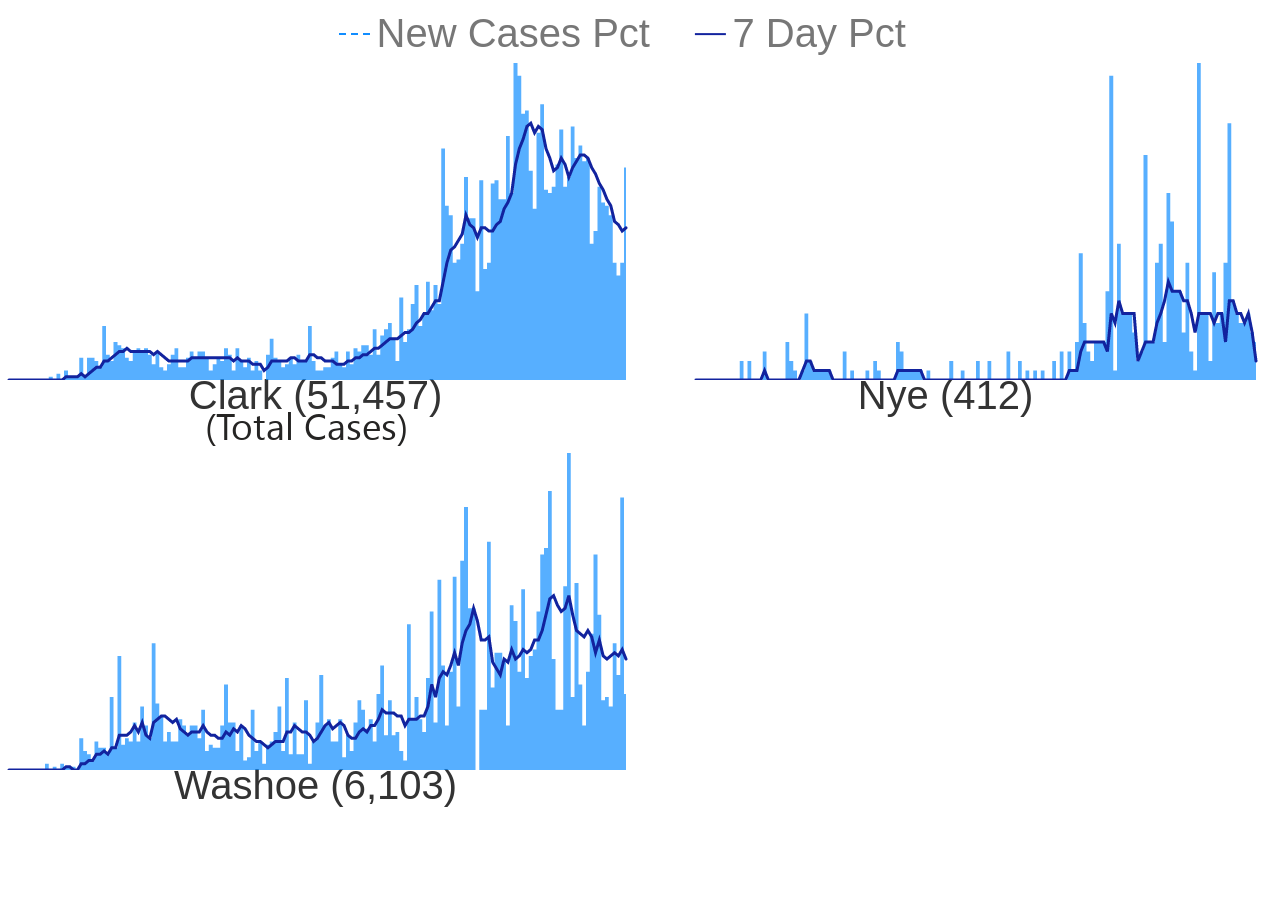 New Cases Pct 7 Day Pct
Clark (51,457)
(Total Cases)
Nye (412)
Washoe (6,103)